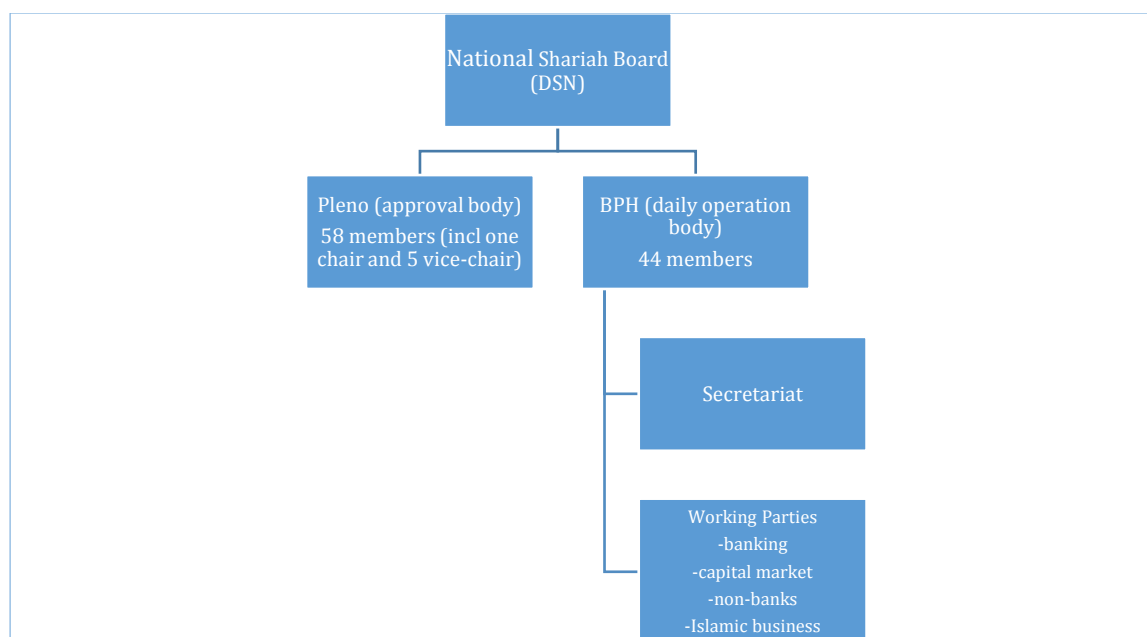 National Shariah Board
(DSN)
Pleno (approval body)
58 members (incl one
chair and 5 vice-chair)
BPH (daily operation
body)
44 members
Secretariat
Working Parties
-banking
-capital market
-non-banks
-Islamic business